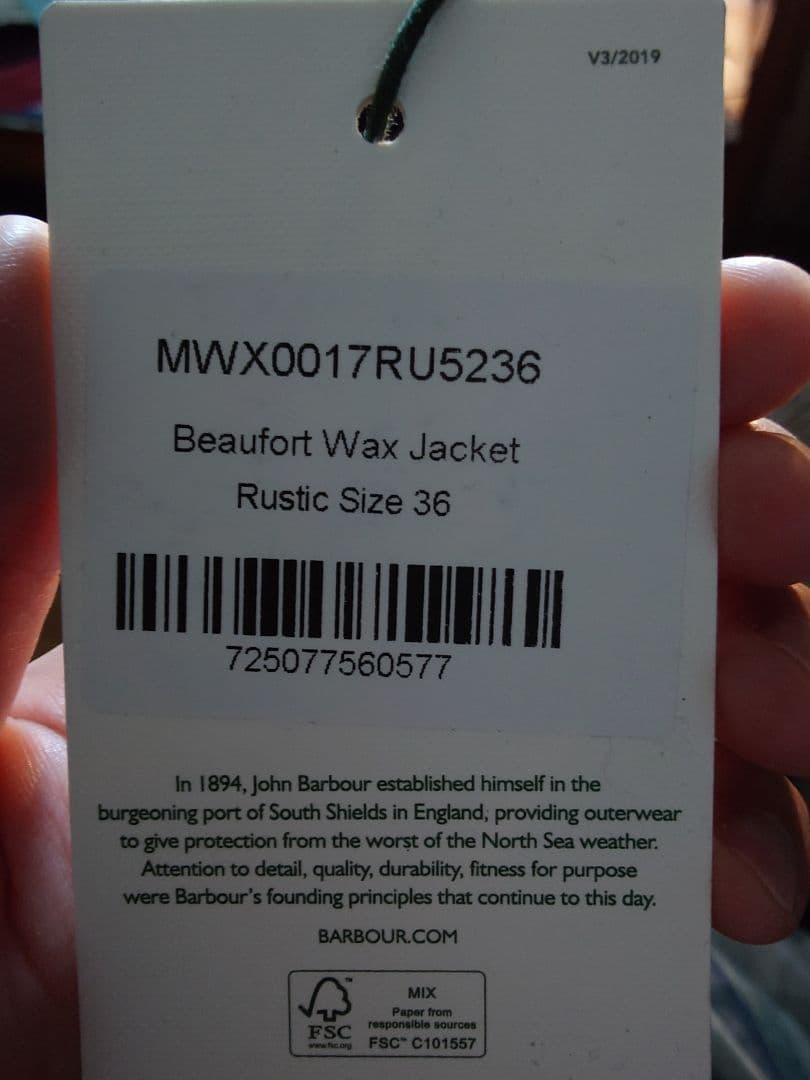 V3/2019
MWX0017RU5236
Beaufort Wax Jacket
Rustic Size 36
725077560577
In 1894, John Barbour established himself in the
burgeoning port of South Shields in England, providing outerwear
to give protection from the worst of the North Sea weather.
Attention to detail, quality, durability, fitness for purpose
were Barbour's founding principles that continue to this day.
BARBOUR.COM
FSC
www.fsc.org
MIX
Paper from
responsible sources
FSC™ C101557